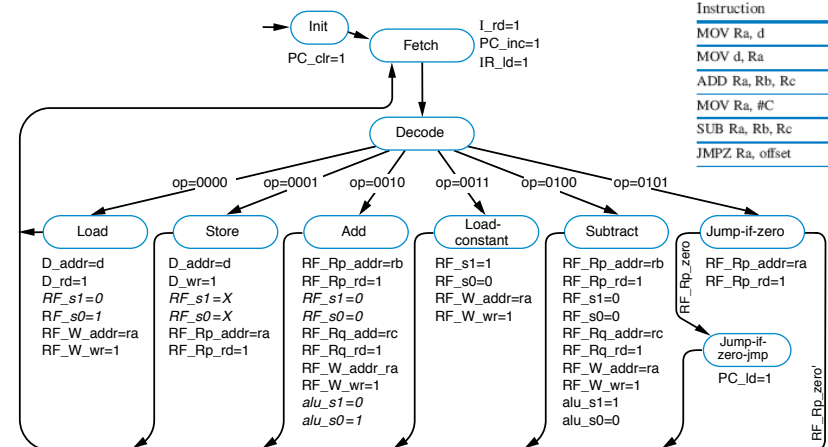 Init
PC_clr=1
Fetch
I_rd=1
PC_inc=1
IR_ld=1
Instruction
MOV Ra, d
MOV d, Ra
ADD Ra, Rb, Rc
MOV Ra, #C
SUB Ra, Rb, Rc
JMPZ Ra, offset
Decode
op=0000
op=0001
op=0010
op=0011
op=0100
op=0101
Load
D_addr=d
D_rd=1
RF_s1=0
RF_s0=1
RF_W_addr=ra
RF_W_wr=1
Store
D_addr=d
D_wr=1
RF_s1=X
RF_s0=X
RF_Rp_addr=ra
RF_Rp_rd=1
Add
RF_Rp_addr=rb
RF_Rp_rd=1
RF_s1=0
RF_s0=0
RF_Rq_add=rc
RF_Rq_rd=1
RF_W_addr_ra
RF_W_wr=1
alu_s1=0
alu_s0=1
Load-
constant
RF_s1=1
RF_s0=0
RF_W_addr=ra
RF_W_wr=1
Subtract
RF_Rp_addr=rb
RF_Rp_rd=1
RF_s1=0
RF_s0=0
RF_Rq_addr=rc
RF_Rq_rd=1
RF_W_addr=ra
RF_W_wr=1
alu_s1=1
alu_s0=0
Jump-if-zero
RF_Rp_addr=ra
RF_Rp_rd=1
RF_Rp_zero
Jump-if-
zero-jmp
PC_ld=1
RF_Rp_zero'